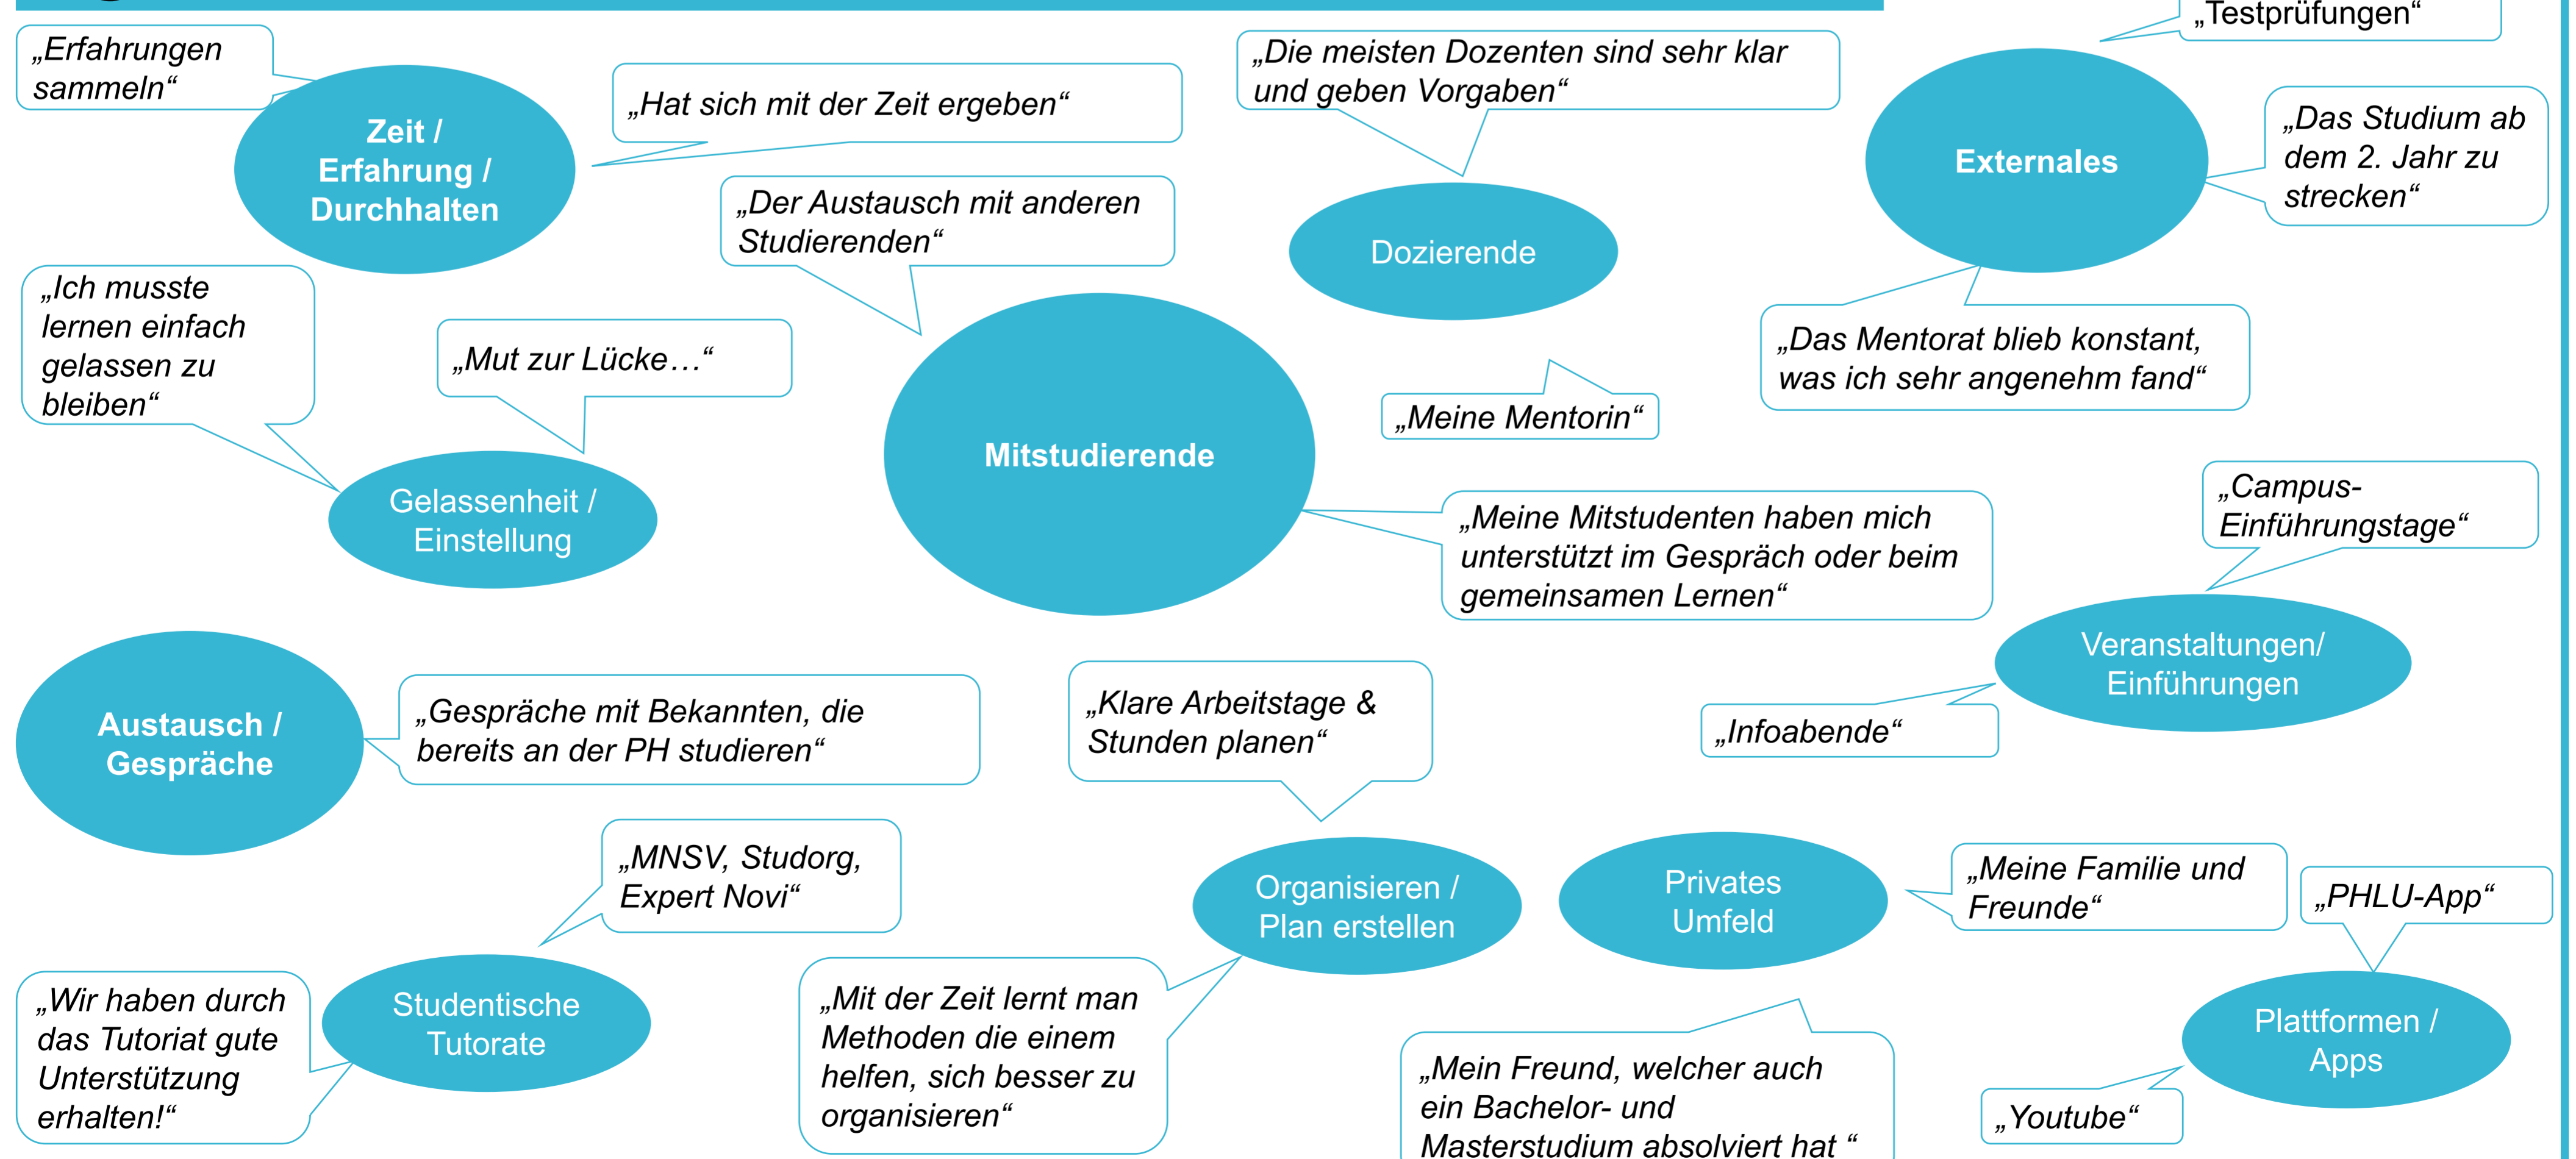 „Testprüfungen“
„Erfahrungen
sammeln“
Zeit /
Erfahrung /
Durchhalten
„Hat sich mit der Zeit ergeben“
„Die meisten Dozenten sind sehr klar
und geben Vorgaben“
Externales
„Das Studium ab
dem 2. Jahr zu
strecken“
„Der Austausch mit anderen
Studierenden“
Dozierende
„Ich musste
lernen einfach
gelassen zu
bleiben“
„Mut zur Lücke…“
Mitstudierende
„Meine Mentorin“
„Das Mentorat blieb konstant,
was ich sehr angenehm fand“
Gelassenheit /
Einstellung
„Meine Mitstudenten haben mich
unterstützt im Gespräch oder beim
gemeinsamen Lernen“
„Campus-
Einführungstage“
Veranstaltungen/
Einführungen
Austausch /
Gespräche
„Gespräche mit Bekannten, die
bereits an der PH studieren“
„Klare Arbeitstage &
Stunden planen“
„Infoabende“
„MNSV, Studorg,
Expert Novi“
Organisieren /
Plan erstellen
Privates
Umfeld
„Meine Familie und
Freunde“
„PHLU-App“
„Wir haben durch
das Tutoriat gute
Unterstützung
erhalten!“
Studentische
Tutorate
„Mit der Zeit lernt man
Methoden die einem
helfen, sich besser zu
organisieren“
„Mein Freund, welcher auch
ein Bachelor- und
Masterstudium absolviert hat “
Plattformen /
Apps
„Youtube“